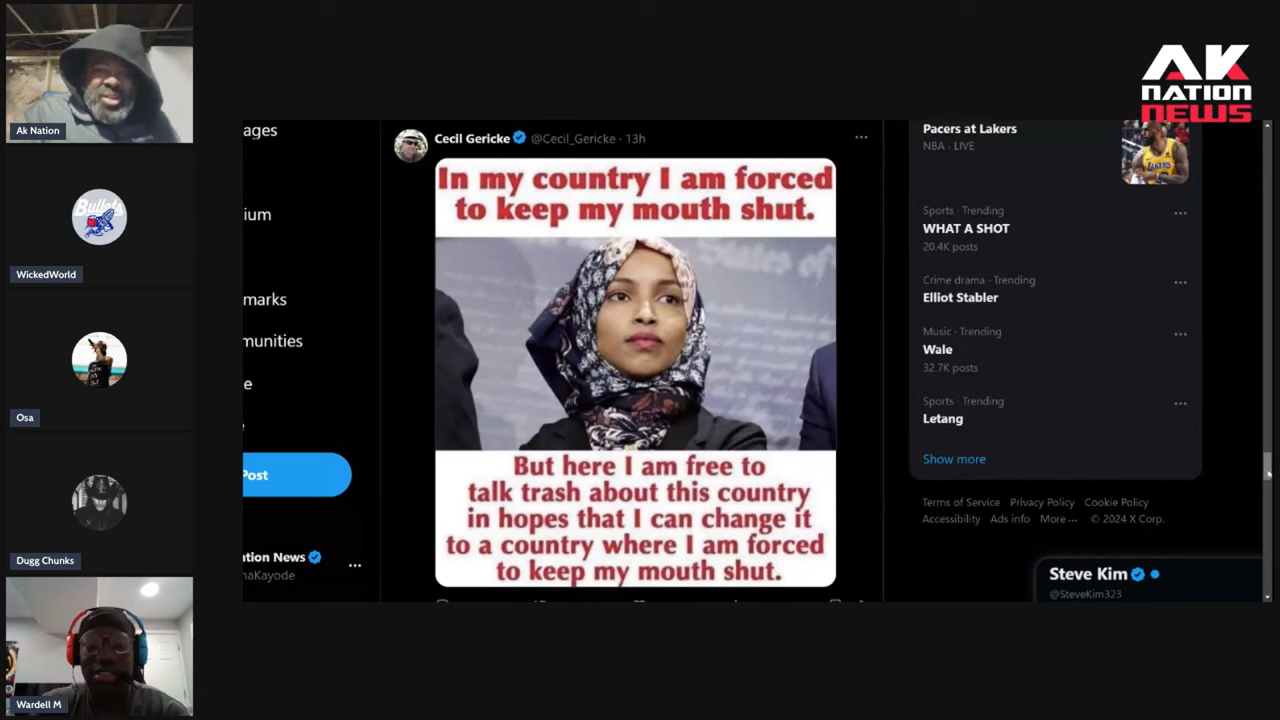 Ak Nation
Bullets
WickedWorld
Osa
Dugg Chunks
Wardell M
ages
ium
marks
munities
e
Post
ation News
naKayode
Cecil Gericke @Cecil_Gericke · 13h
In my country I am forced
to keep my mouth shut.
States of
But here I am free to
talk trash about this country
in hopes that I can change it
to a country where I am forced
to keep my mouth shut.
AK
NATION
NEWS
Pacers at Lakers
NBA · LIVE
Sports · Trending
WHAT A SHOT
20.4K posts
Crime drama · Trending
Elliot Stabler
Music · Trending
Wale
32.7K posts
Sports · Trending
Letang
Show more
Terms of Service Privacy Policy Cookie Policy
Accessibility Ads info More ··· © 2024 X Corp.
Steve Kim
@SteveKim323